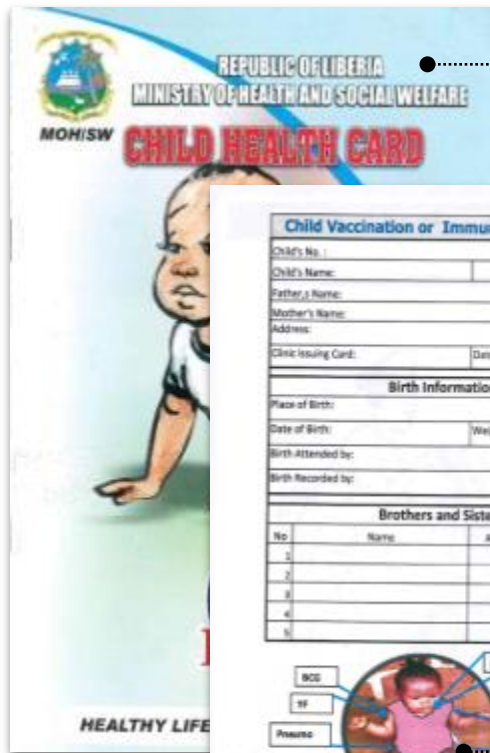 REPUBLIC OF LIBERIA
MINISTRY OF HEALTH AND SOCIAL WELFARE
MOH/SW
CHILD HEALTH CARD
HEALTHY LIFE
Child Vaccination or Immu
Child's No. :
Child's Name:
Father,s Name:
Mother's Name:
Address:
Clinic Issuing Card:
Birth Informatio
Place of Birth:
Date of Birth:
Birth Attended by:
Birth Recorded by:
Brothers and Siste
No Name A
1
2
3
4
5
BCG
YF
Pneumo